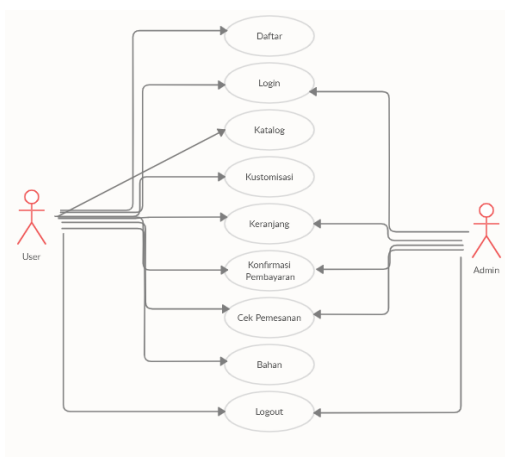 Daftar
Login
Katalog
Kustomisasi
Keranjang
Konfirmasi
Pembayaran
Cek Pemesanan
Bahan
Logout
User
Admin